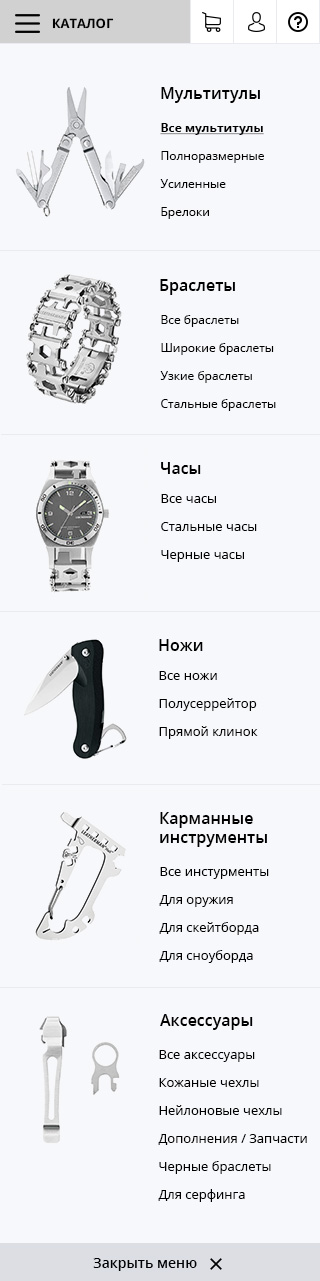 КАТАЛОГ
Мультитулы
Все мультитулы
Полноразмерные
Усиленные
Брелоки
Браслеты
Все браслеты
Широкие браслеты
Узкие браслеты
Стальные браслеты
Часы
Все часы
Стальные часы
Черные часы
Ножи
Все ножи
Полусеррейтор
Прямой клинок
Карманные
инструменты
Все инстурменты
Для оружия
Для скейтборда
Для сноуборда
Аксессуары
Все аксессуары
Кожаные чехлы
Нейлоновые чехлы
Дополнения / Запчасти
Черные браслеты
Для серфинга
Закрыть меню